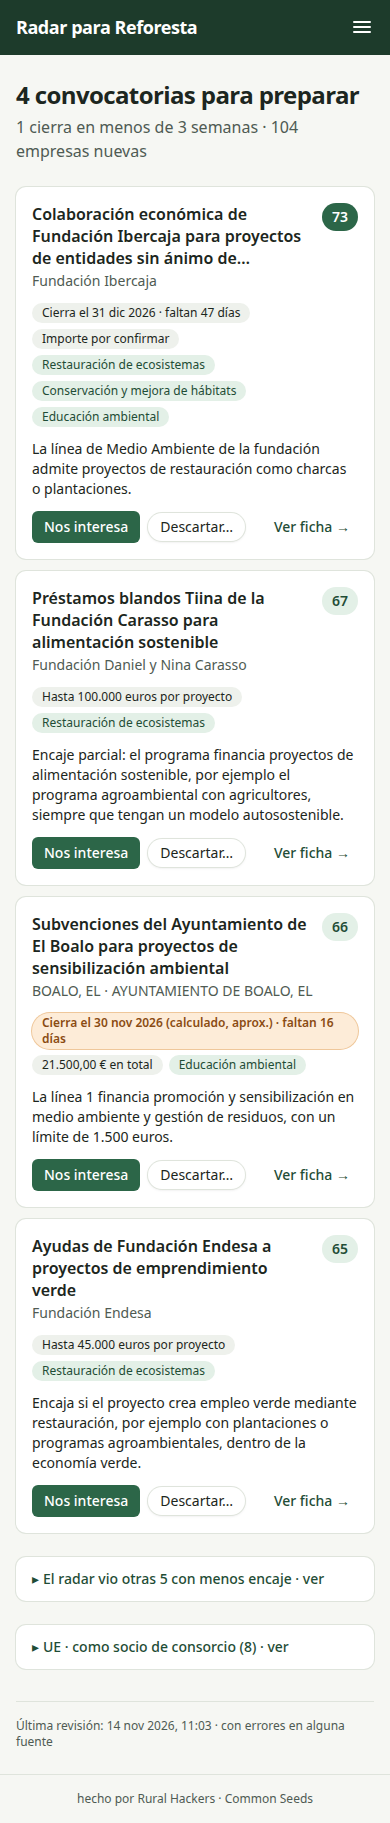 Radar para Reforesta
4 convocatorias para preparar
1 cierra en menos de 3 semanas · 104
empresas nuevas
Colaboración económica de
Fundación Ibercaja para proyectos
de entidades sin ánimo de...
73
Fundación Ibercaja
Cierra el 31 dic 2026 · faltan 47 días
Importe por confirmar
Restauración de ecosistemas
Conservación y mejora de hábitats
Educación ambiental
La línea de Medio Ambiente de la fundación
admite proyectos de restauración como charcas
o plantaciones.
Nos interesa Descartar... Ver ficha →
Préstamos blandos Tiina de la
Fundación Carasso para
alimentación sostenible
67
Fundación Daniel y Nina Carasso
Hasta 100.000 euros por proyecto
Restauración de ecosistemas
Encaje parcial: el programa financia proyectos de
alimentación sostenible, por ejemplo el
programa agroambiental con agricultores,
siempre que tengan un modelo autosostenible.
Nos interesa Descartar... Ver ficha →
Subvenciones del Ayuntamiento de
El Boalo para proyectos de
sensibilización ambiental
66
BOALO, EL · AYUNTAMIENTO DE BOALO, EL
Cierra el 30 nov 2026 (calculado, aprox.) · faltan 16
días
21.500,00 € en total Educación ambiental
La línea 1 financia promoción y sensibilización en
medio ambiente y gestión de residuos, con un
límite de 1.500 euros.
Nos interesa Descartar... Ver ficha →
Ayudas de Fundación Endesa a
proyectos de emprendimiento
verde
65
Fundación Endesa
Hasta 45.000 euros por proyecto
Restauración de ecosistemas
Encaja si el proyecto crea empleo verde mediante
restauración, por ejemplo con plantaciones o
programas agroambientales, dentro de la
economía verde.
Nos interesa Descartar... Ver ficha →
▸ El radar vio otras 5 con menos encaje · ver
▸ UE · como socio de consorcio (8) · ver
Última revisión: 14 nov 2026, 11:03 · con errores en alguna
fuente
hecho por Rural Hackers · Common Seeds